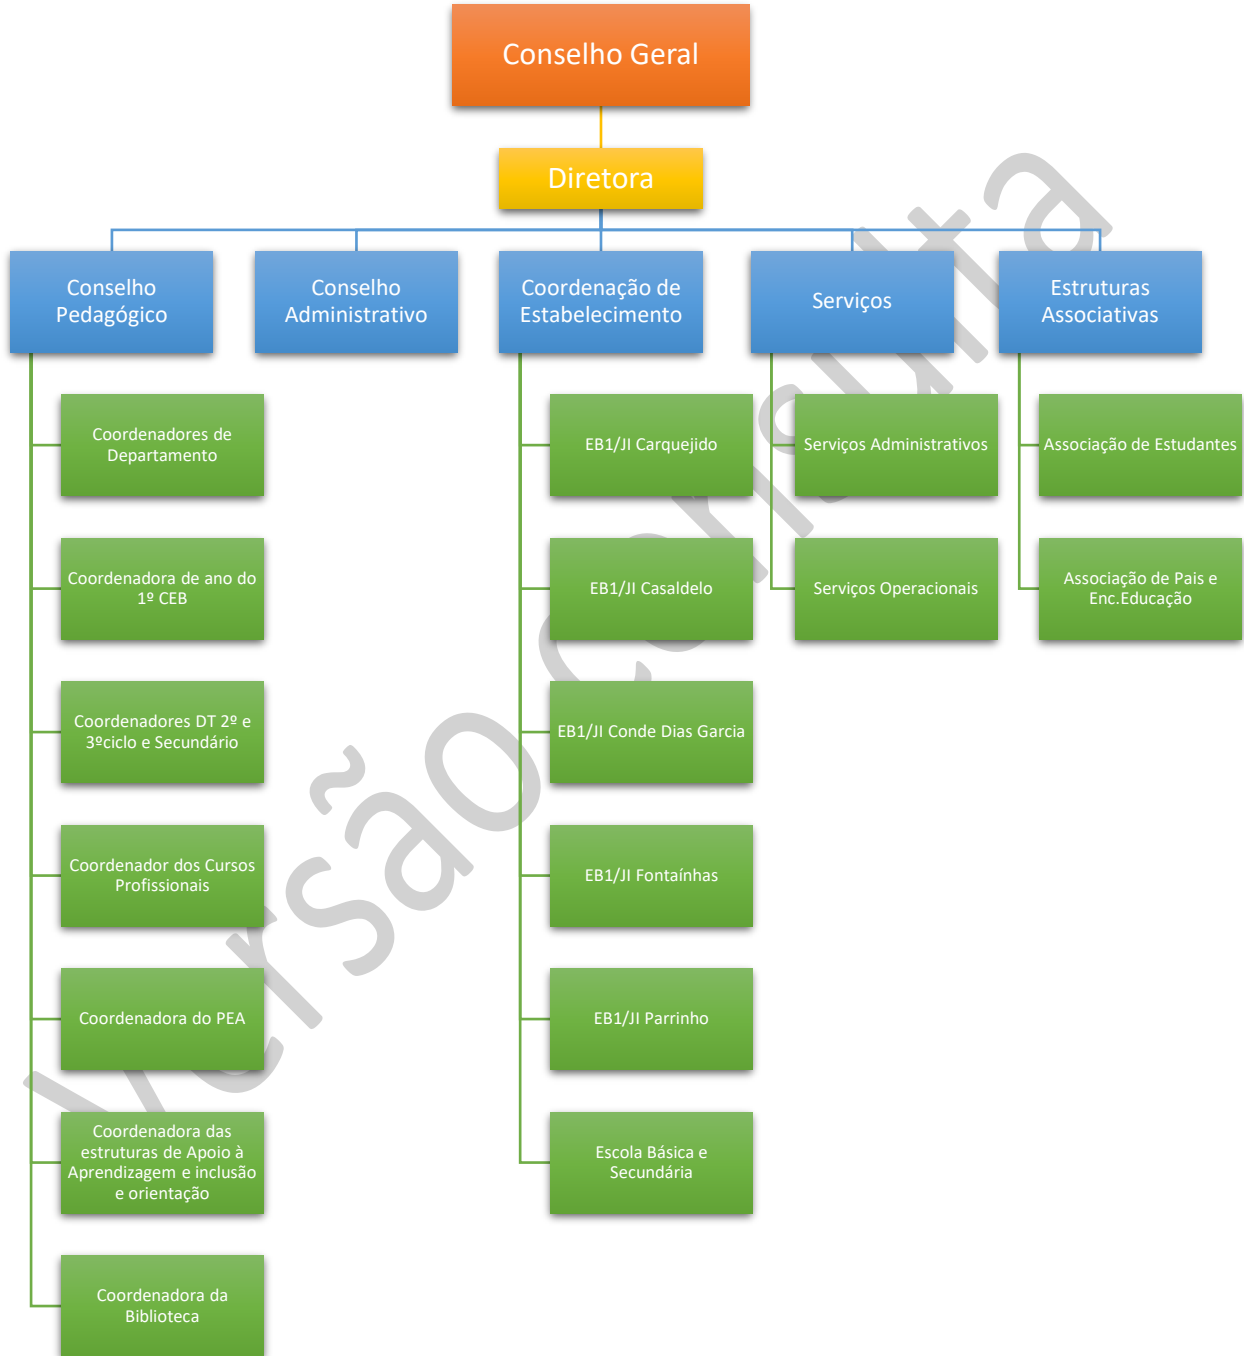 Conselho Geral
Diretora
Conselho
Pedagógico
Conselho
Administrativo
Coordenação de
Estabelecimento
Serviços
Estruturas
Associativas
Coordenadores de
Departamento
Coordenadora de ano do
1º CEB
Coordenadores DT 2º e
3ºciclo e Secundário
Coordenador dos Cursos
Profissionais
Coordenadora do PEA
Coordenadora das
estruturas de Apoio à
Aprendizagem e inclusão
e orientação
Coordenadora da
Biblioteca
EB1/JI Carquejido
EB1/JI Casaldelo
EB1/JI Conde Dias Garcia
EB1/JI Fontaínhas
EB1/JI Parrinho
Escola Básica e
Secundária
Serviços Administrativos
Serviços Operacionais
Associação de Estudantes
Associação de Pais e
Enc.Educação
Versão consulta